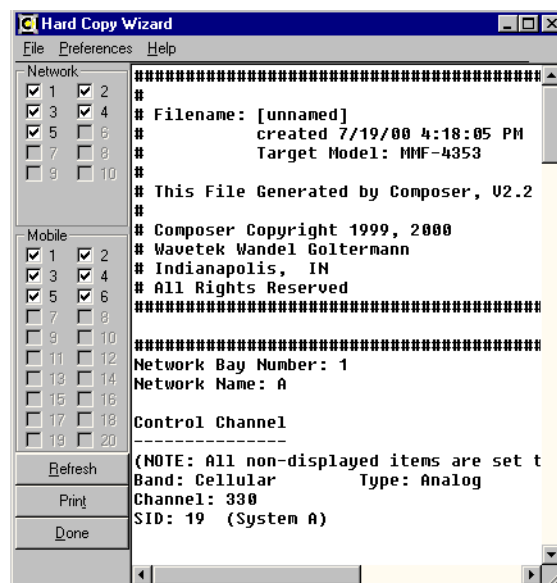 Hard Copy Wizard
File Preferences Help
Network
1 2
3 4
5 6
7 8
9 10
Mobile
1 2
3 4
5 6
7 8
9 10
11 12
13 14
15 16
17 18
19 20
Refresh
Print
Done
##################################################
#
# Filename: [unnamed]
# created 7/19/00 4:18:05 PM
# Target Model: MMF-4353
#
# This File Generated by Composer, V2.2
#
# Composer Copyright 1999, 2000
# Wavetek Wandel Goltermann
# Indianapolis, IN
# All Rights Reserved
##################################################
##################################################
Network Bay Number: 1
Network Name: A
Control Channel
---------------
(NOTE: All non-displayed items are set t
Band: Cellular Type: Analog
Channel: 330
SID: 19 (System A)